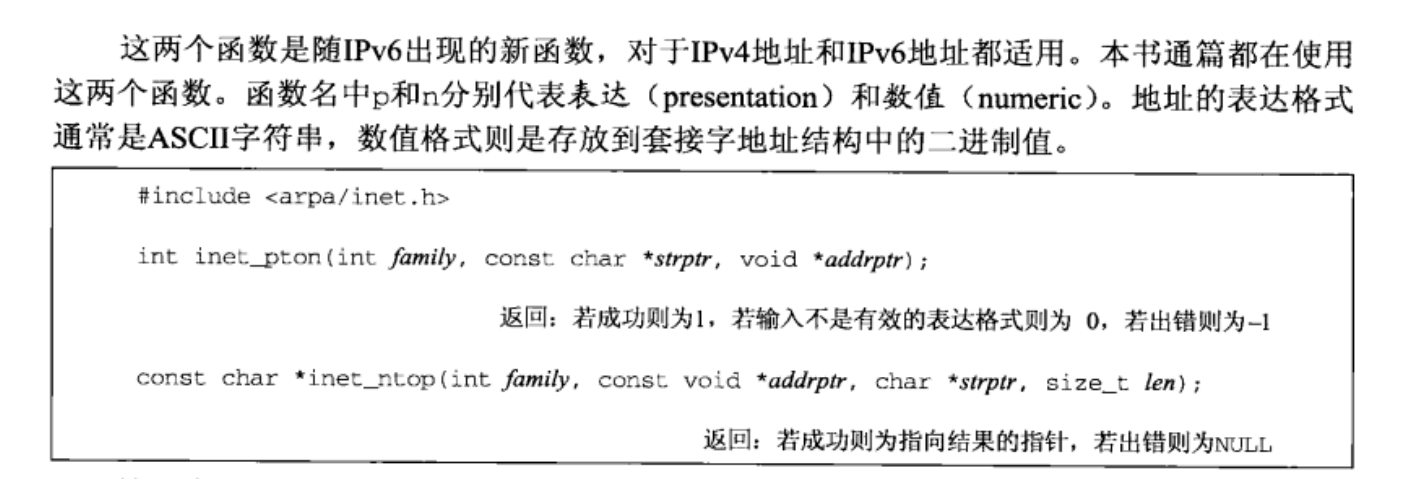 这两个函数是随IPv6出现的新函数，对于IPv4地址和IPv6地址都适用。本书通篇都在使用
这两个函数。函数名中p和n分别代表表达（presentation）和数值（numeric）。地址的表达格式
通常是ASCII字符串，数值格式则是存放到套接字地址结构中的二进制值。
#include <arpa/inet.h>
int inet_pton(int family, const char *strptr, void *addrptr);
返回：若成功则为1，若输入不是有效的表达格式则为 0，若出错则为-1
const char *inet_ntop(int family, const void *addrptr, char *strptr, size_t len);
返回：若成功则为指向结果的指针，若出错则为NULL